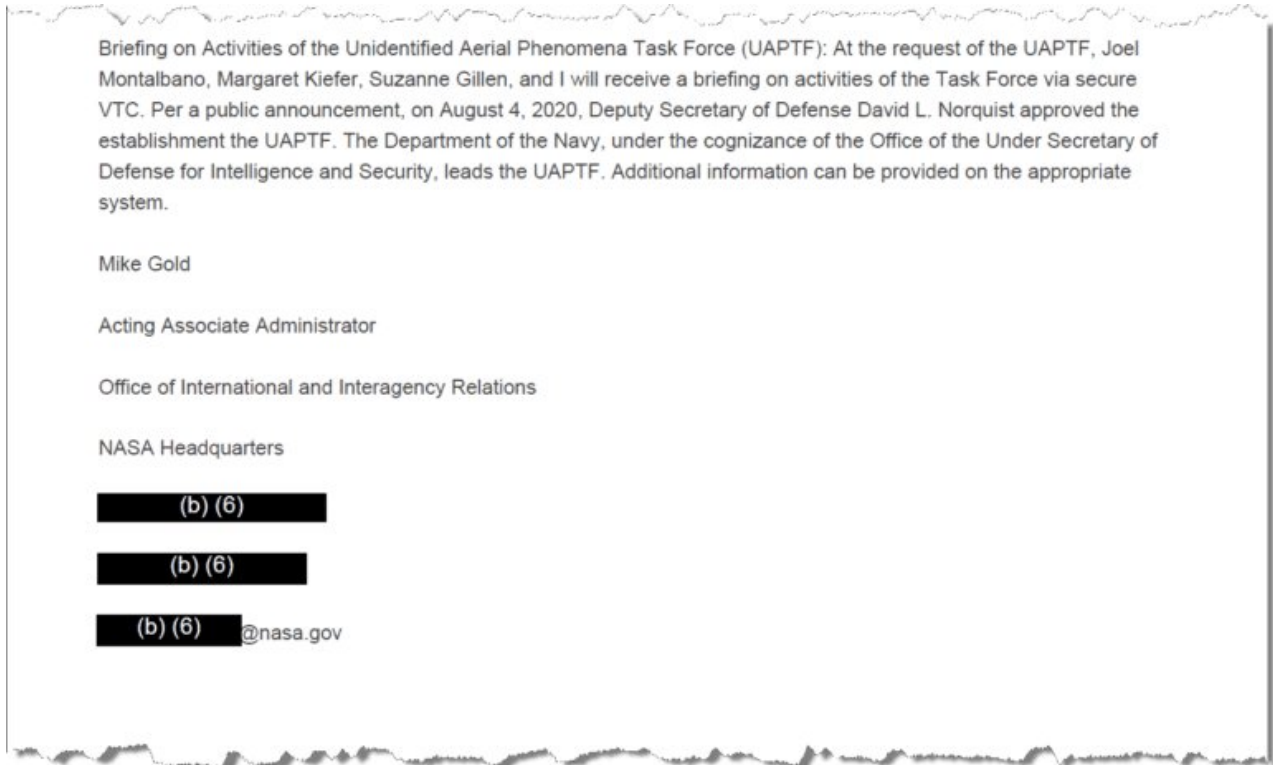 Briefing on Activities of the Unidentified Aerial Phenomena Task Force (UAPTF): At the request of the UAPTF, Joel
Montalbano, Margaret Kiefer, Suzanne Gillen, and I will receive a briefing on activities of the Task Force via secure
VTC. Per a public announcement, on August 4, 2020, Deputy Secretary of Defense David L. Norquist approved the
establishment the UAPTF. The Department of the Navy, under the cognizance of the Office of the Under Secretary of
Defense for Intelligence and Security, leads the UAPTF. Additional information can be provided on the appropriate
system.
Mike Gold
Acting Associate Administrator
Office of International and Interagency Relations
NASA Headquarters
(b) (6)
(b) (6)
(b) (6) @nasa.gov